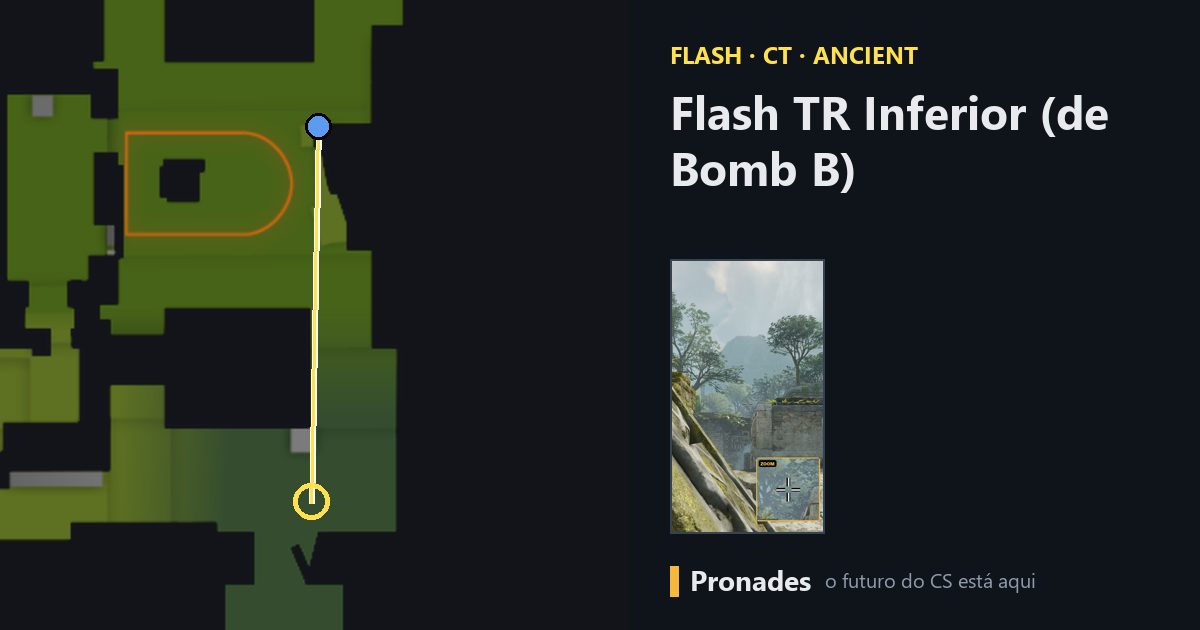 FLASH · CT · ANCIENT
Flash TR Inferior (de
Bomb B)
ZOOM
Pronades o futuro do CS está aqui